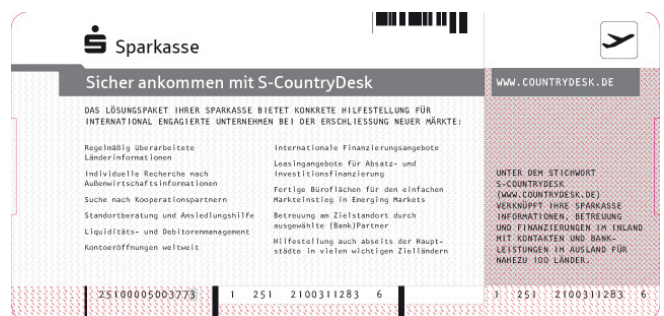 Sparkasse
Sicher ankommen mit S-CountryDesk
DAS LÖSUNGSPAKET IHRER SPARKASSE BIETET KONKRETE HILFESTELLUNG FÜR
INTERNATIONAL ENGAGIERTE UNTERNEHMEN BEI DER ERSCHLIESSUNG NEUER MÄRKTE:
Regelmäßig überarbeitete
Länderinformationen
Individuelle Recherche nach
Außenwirtschaftsinformationen
Suche nach Kooperationspartnern
Standortberatung und Ansiedlungshilfe
Liquiditäts- und Debitorenmanagement
Kontoeröffnungen weltweit
Internationale Finanzierungsangebote
Leasingangebote für Absatz- und
Investitionsfinanzierung
Fertige Büroflächen für den einfachen
Markteinstieg in Emerging Markets
Betreuung am Zielstandort durch
ausgewählte (Bank)Partner
Hilfestellung auch abseits der Haupt-
städte in vielen wichtigen Zielländern
WWW.COUNTRYDESK.DE
UNTER DEM STICHWORT
S-COUNTRYDESK
(WWW.COUNTRYDESK.DE)
VERKNÜPFT IHRE SPARKASSE
INFORMATIONEN, BETREUUNG
UND FINANZIERUNGEN IM INLAND
MIT KONTAKTEN UND BANK-
LEISTUNGEN IM AUSLAND FÜR
NAHEZU 100 LÄNDER.
25100005003773 1 251 2100311283 6
1 251 2100311283 6